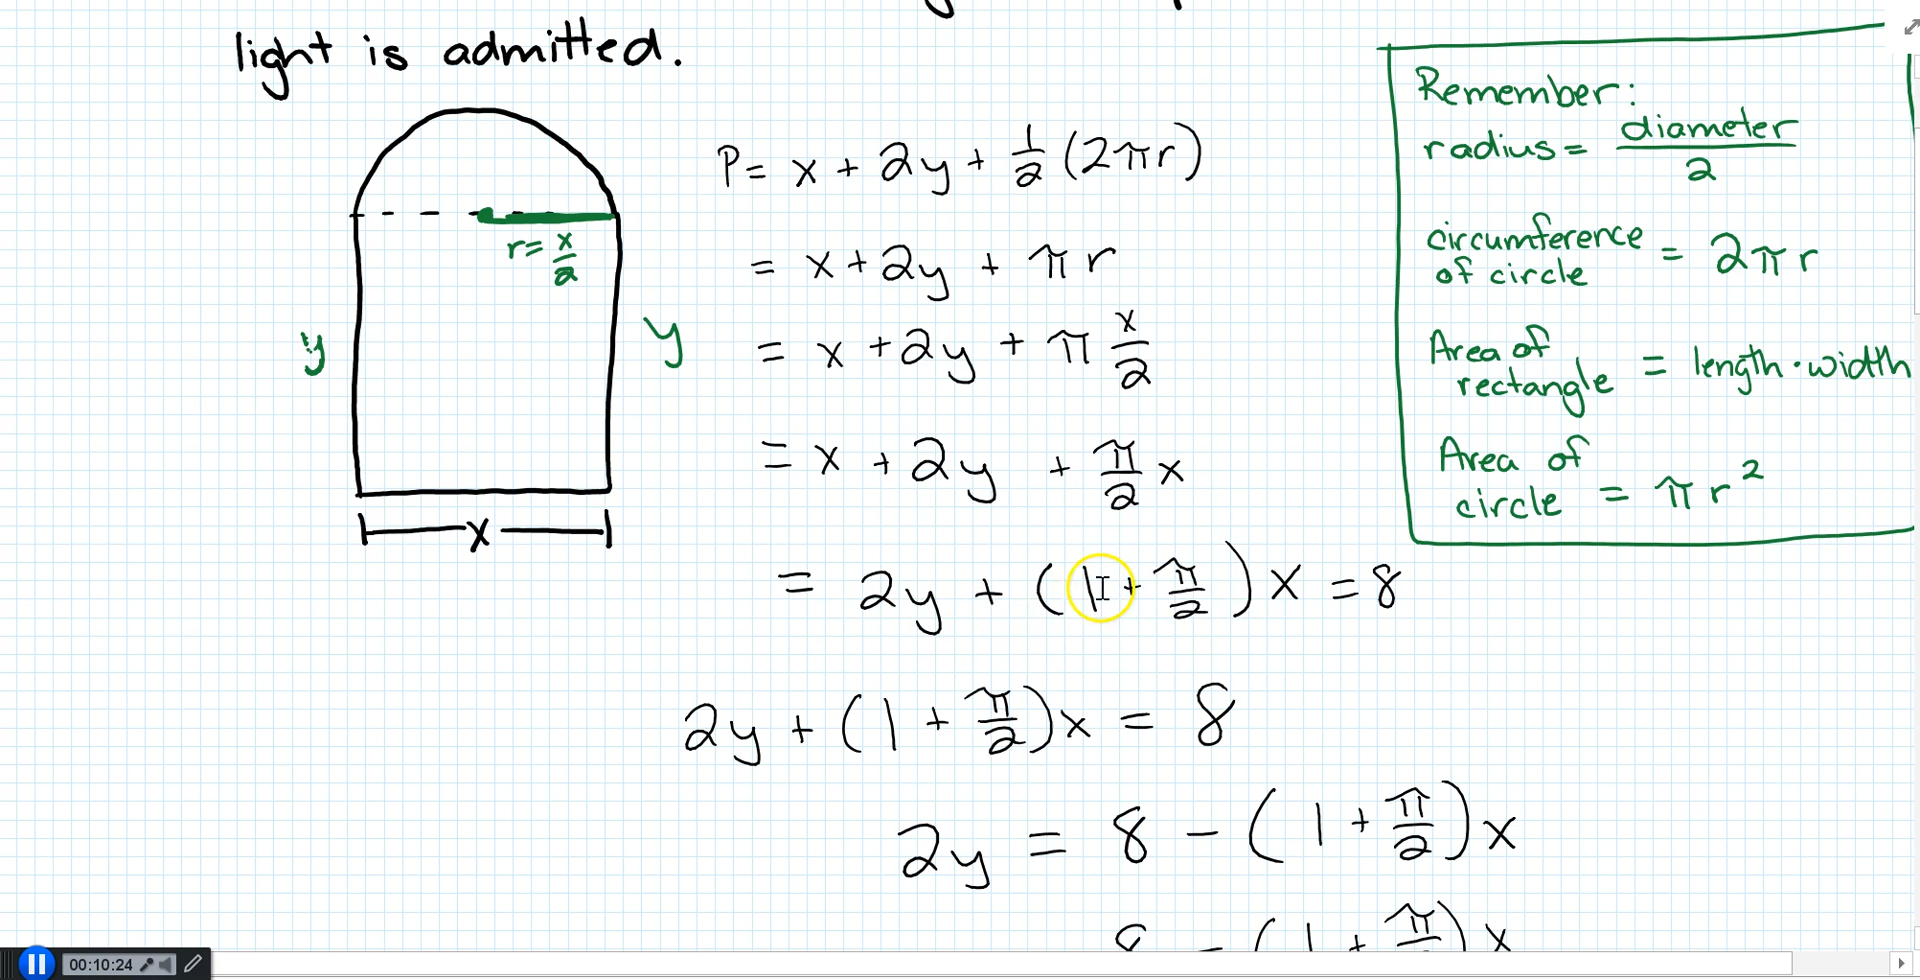 light is admitted.
r = x/2
y
y
x
P = x + 2y + 1/2 (2πr)
= x + 2y + πr
= x + 2y + π x/2
= x + 2y + π/2 x
= 2y + (1 + π/2) x = 8
2y + (1 + π/2) x = 8
2y = 8 - (1 + π/2) x
8 - (1 + π) x
Remember:
radius = diameter/2
circumference of circle = 2πr
Area of rectangle = length · width
Area of circle = πr²
00:10:24